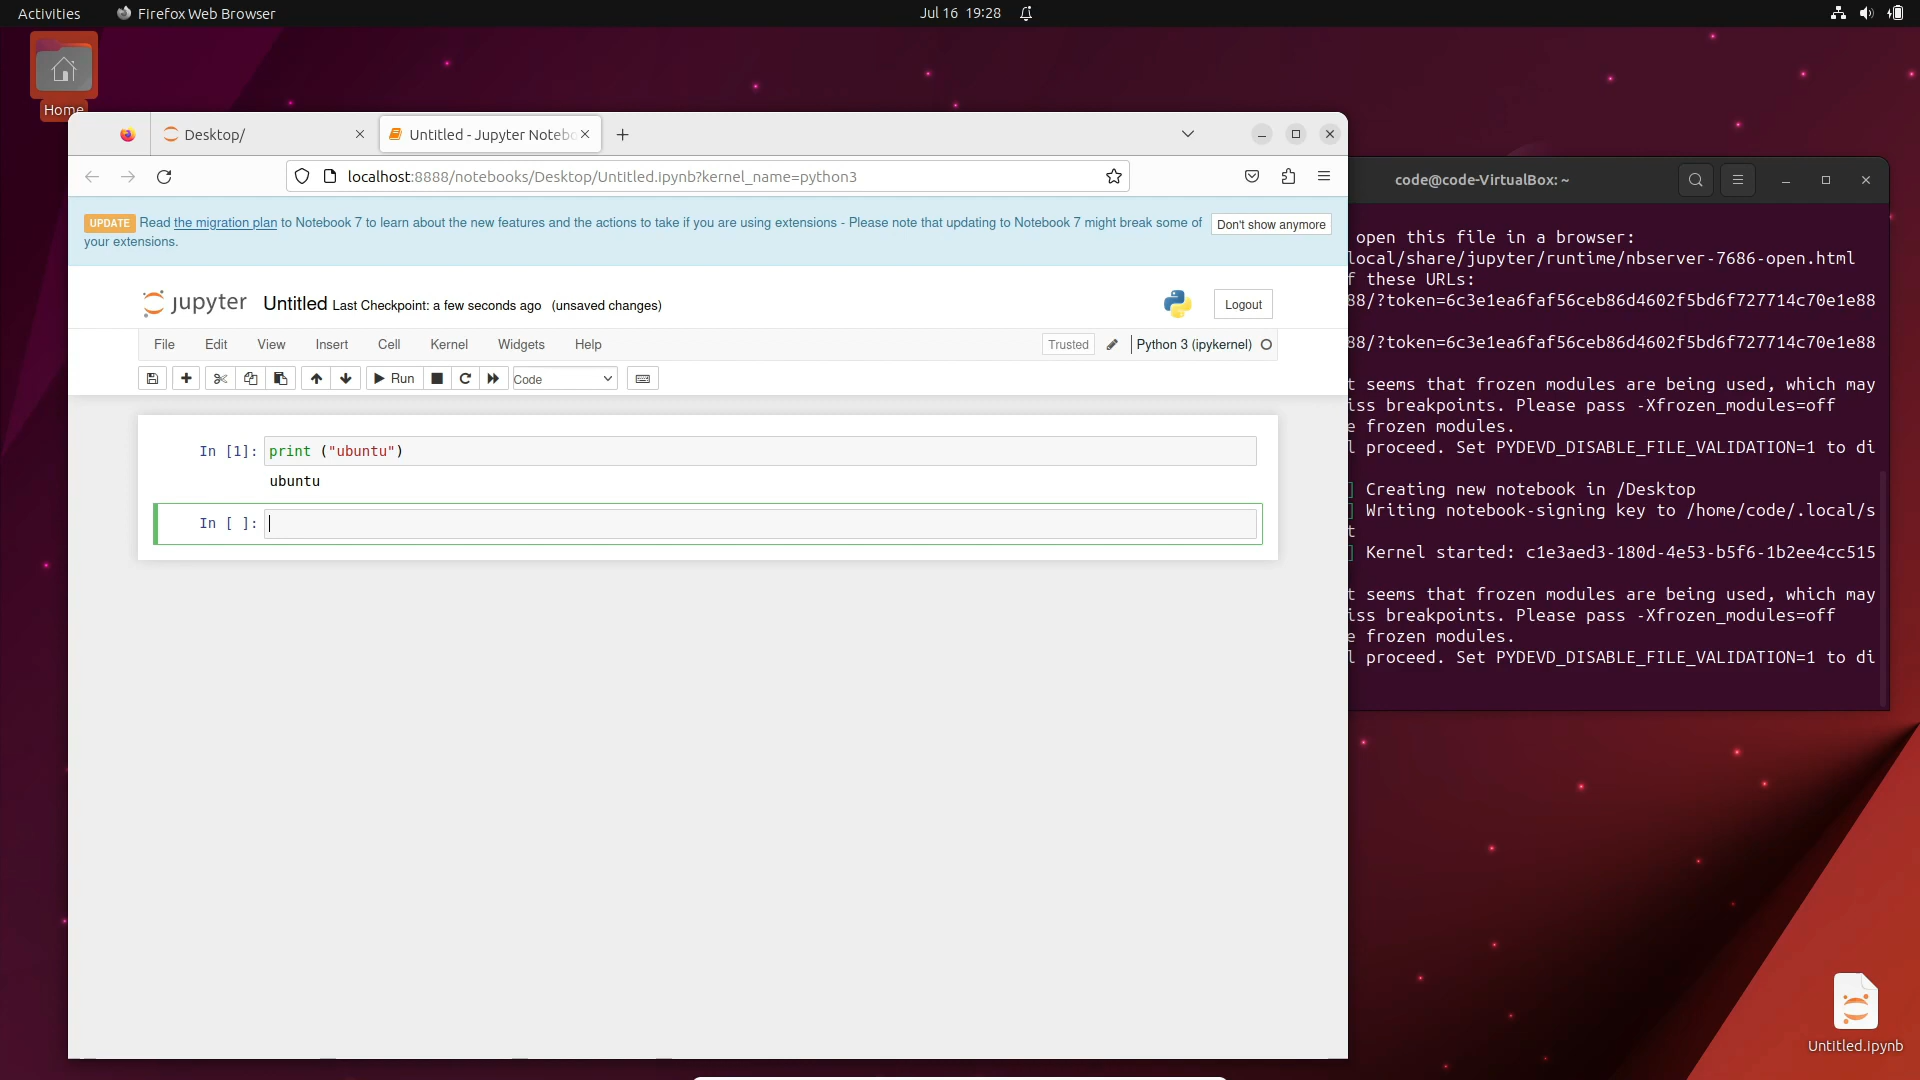 Activities
Firefox Web Browser
Jul 16 19:28
Home
Desktop/
Untitled - Jupyter Notebo
localhost:8888/notebooks/Desktop/Untitled.ipynb?kernel_name=python3
UPDATE Read the migration plan to Notebook 7 to learn about the new features and the actions to take if you are using extensions - Please note that updating to Notebook 7 might break some of
your extensions.
Don't show anymore
jupyter Untitled Last Checkpoint: a few seconds ago (unsaved changes)
Logout
File Edit View Insert Cell Kernel Widgets Help
Trusted
Python 3 (ipykernel)
Run
Code
In [1]: print ("ubuntu")
ubuntu
In [ ]:
code@code-VirtualBox: ~
open this file in a browser:
local/share/jupyter/runtime/nbserver-7686-open.html
f these URLs:
88/?token=6c3e1ea6faf56ceb86d4602f5bd6f727714c70e1e88
88/?token=6c3e1ea6faf56ceb86d4602f5bd6f727714c70e1e88
t seems that frozen modules are being used, which may
iss breakpoints. Please pass -Xfrozen_modules=off
e frozen modules.
l proceed. Set PYDEVD_DISABLE_FILE_VALIDATION=1 to di
] Creating new notebook in /Desktop
] Writing notebook-signing key to /home/code/.local/s
t
] Kernel started: c1e3aed3-180d-4e53-b5f6-1b2ee4cc515
t seems that frozen modules are being used, which may
iss breakpoints. Please pass -Xfrozen_modules=off
e frozen modules.
l proceed. Set PYDEVD_DISABLE_FILE_VALIDATION=1 to di
Untitled.ipynb